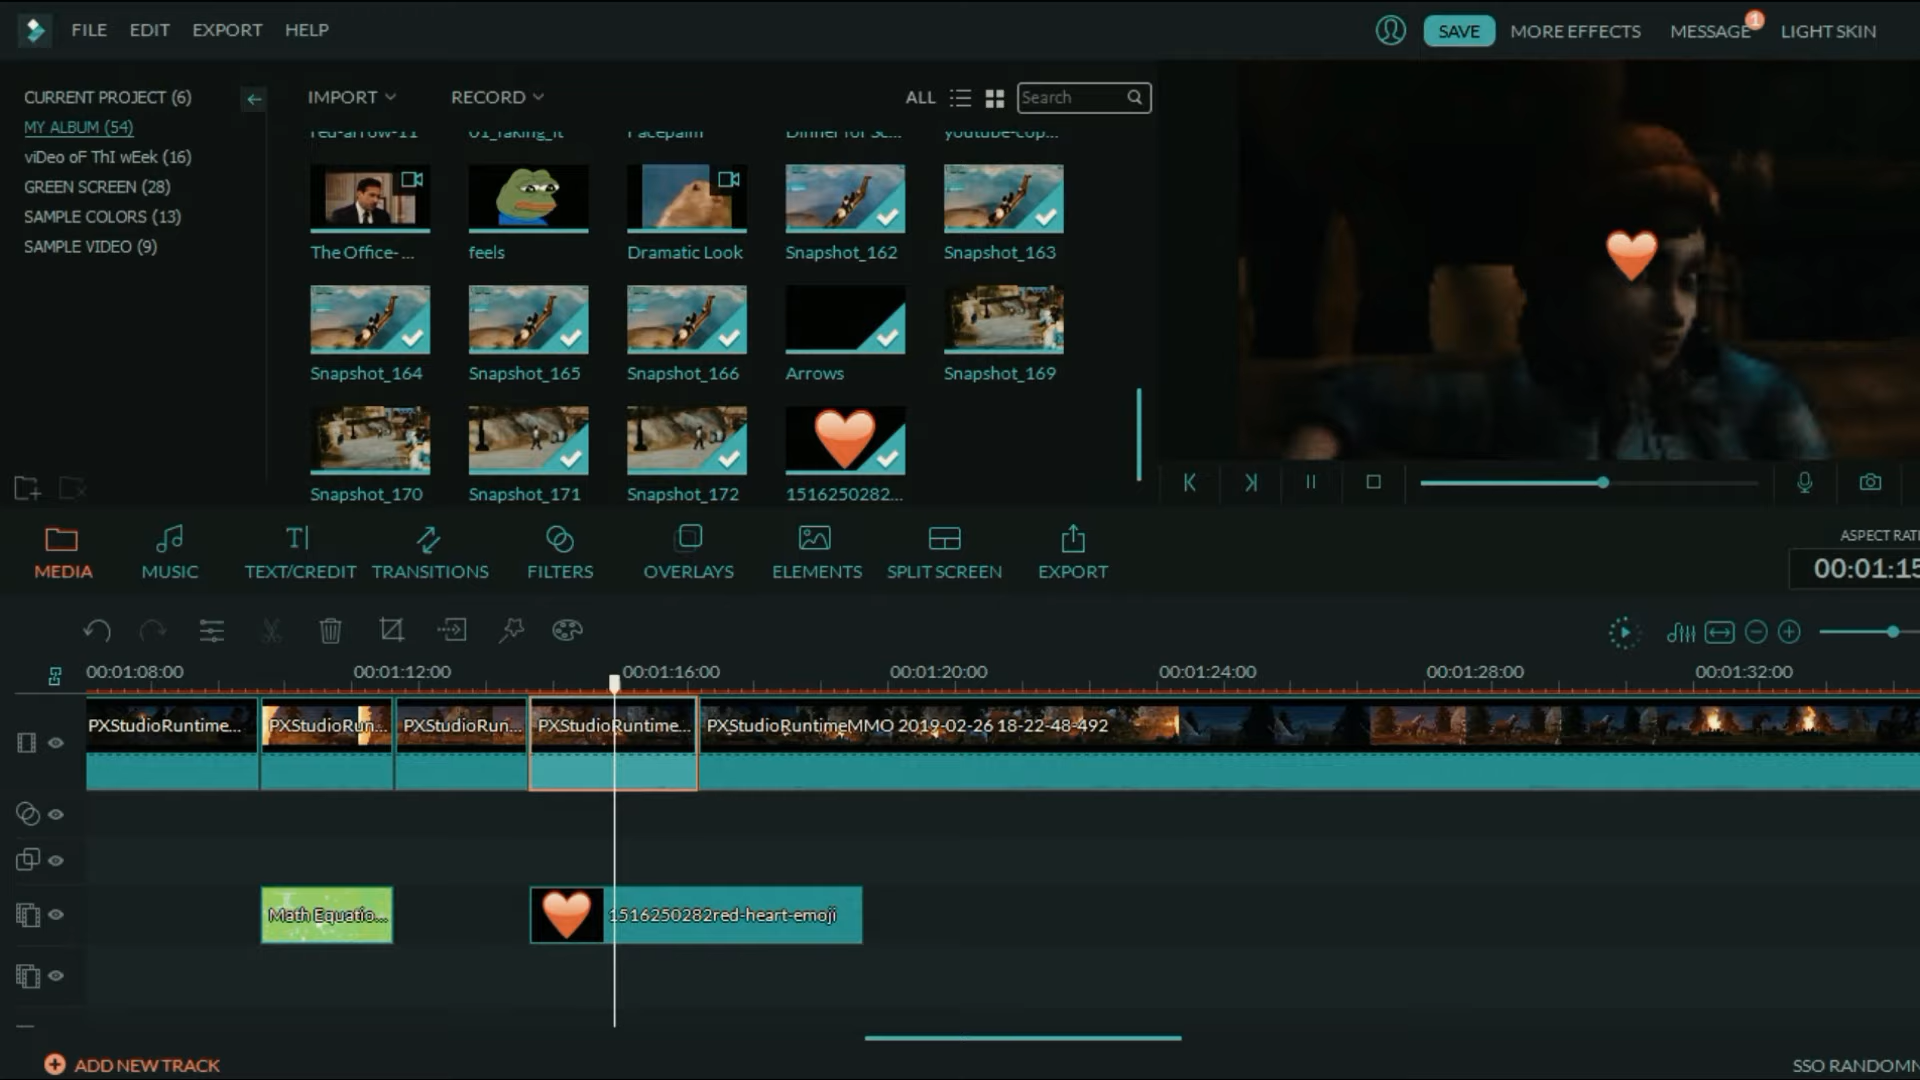 FILE EDIT EXPORT HELP
SAVE MORE EFFECTS MESSAGE 1 LIGHT SKIN
CURRENT PROJECT (6)
MY ALBUM (54)
viDeo oF ThI wEek (16)
GREEN SCREEN (28)
SAMPLE COLORS (13)
SAMPLE VIDEO (9)
IMPORT RECORD ALL Search
red-arrow-11 01_faking_it Facepalm Dinner for Sc... youtube-cop...
The Office- ... feels Dramatic Look Snapshot_162 Snapshot_163
Snapshot_164 Snapshot_165 Snapshot_166 Arrows Snapshot_169
Snapshot_170 Snapshot_171 Snapshot_172 1516250282...
MEDIA MUSIC TEXT/CREDIT TRANSITIONS FILTERS OVERLAYS ELEMENTS SPLIT SCREEN EXPORT
ASPECT RATI
00:01:15
00:01:08:00 00:01:12:00 00:01:16:00 00:01:20:00 00:01:24:00 00:01:28:00 00:01:32:00
PXStudioRuntime... PXStudioRun... PXStudioRun... PXStudioRuntime... PXStudioRuntimeMMO 2019-02-26 18-22-48-492
Math Equatio... 1516250282red-heart-emoji
ADD NEW TRACK
SSO RANDOMN